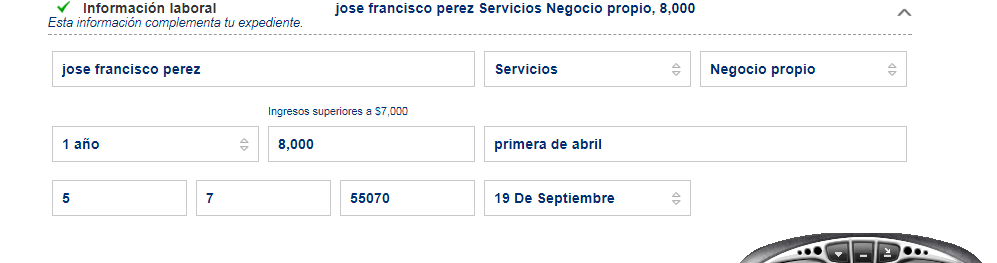 Información laboral jose francisco perez Servicios Negocio propio, 8,000
Esta información complementa tu expediente.
jose francisco perez Servicios Negocio propio
Ingresos superiores a $7,000
1 año 8,000 primera de abril
5 7 55070 19 De Septiembre